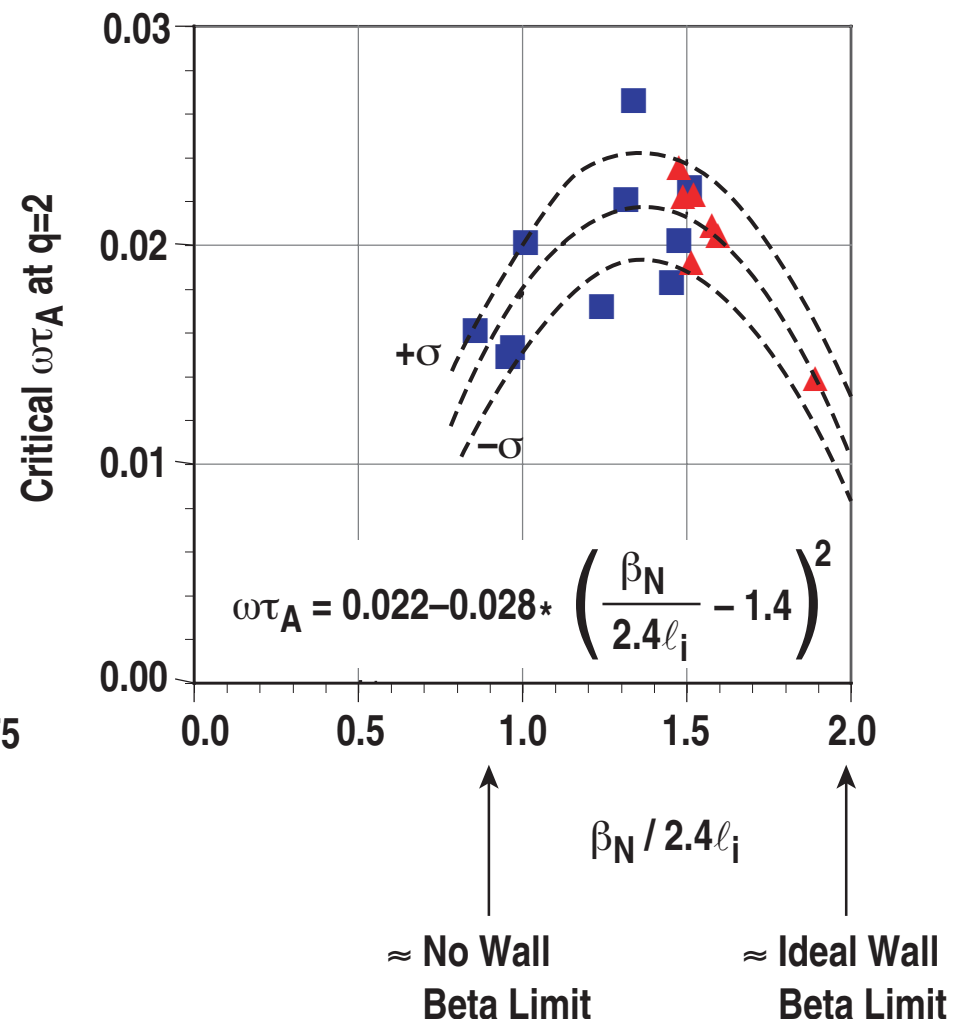 0.03
0.02
0.01
0.00
Critical ωτA at q=2
+σ
−σ
ωτA = 0.022–0.028* (βN / 2.4ℓi – 1.4)2
75
0.0 0.5 1.0 1.5 2.0
βN / 2.4ℓi
≈ No Wall
Beta Limit
≈ Ideal Wall
Beta Limit